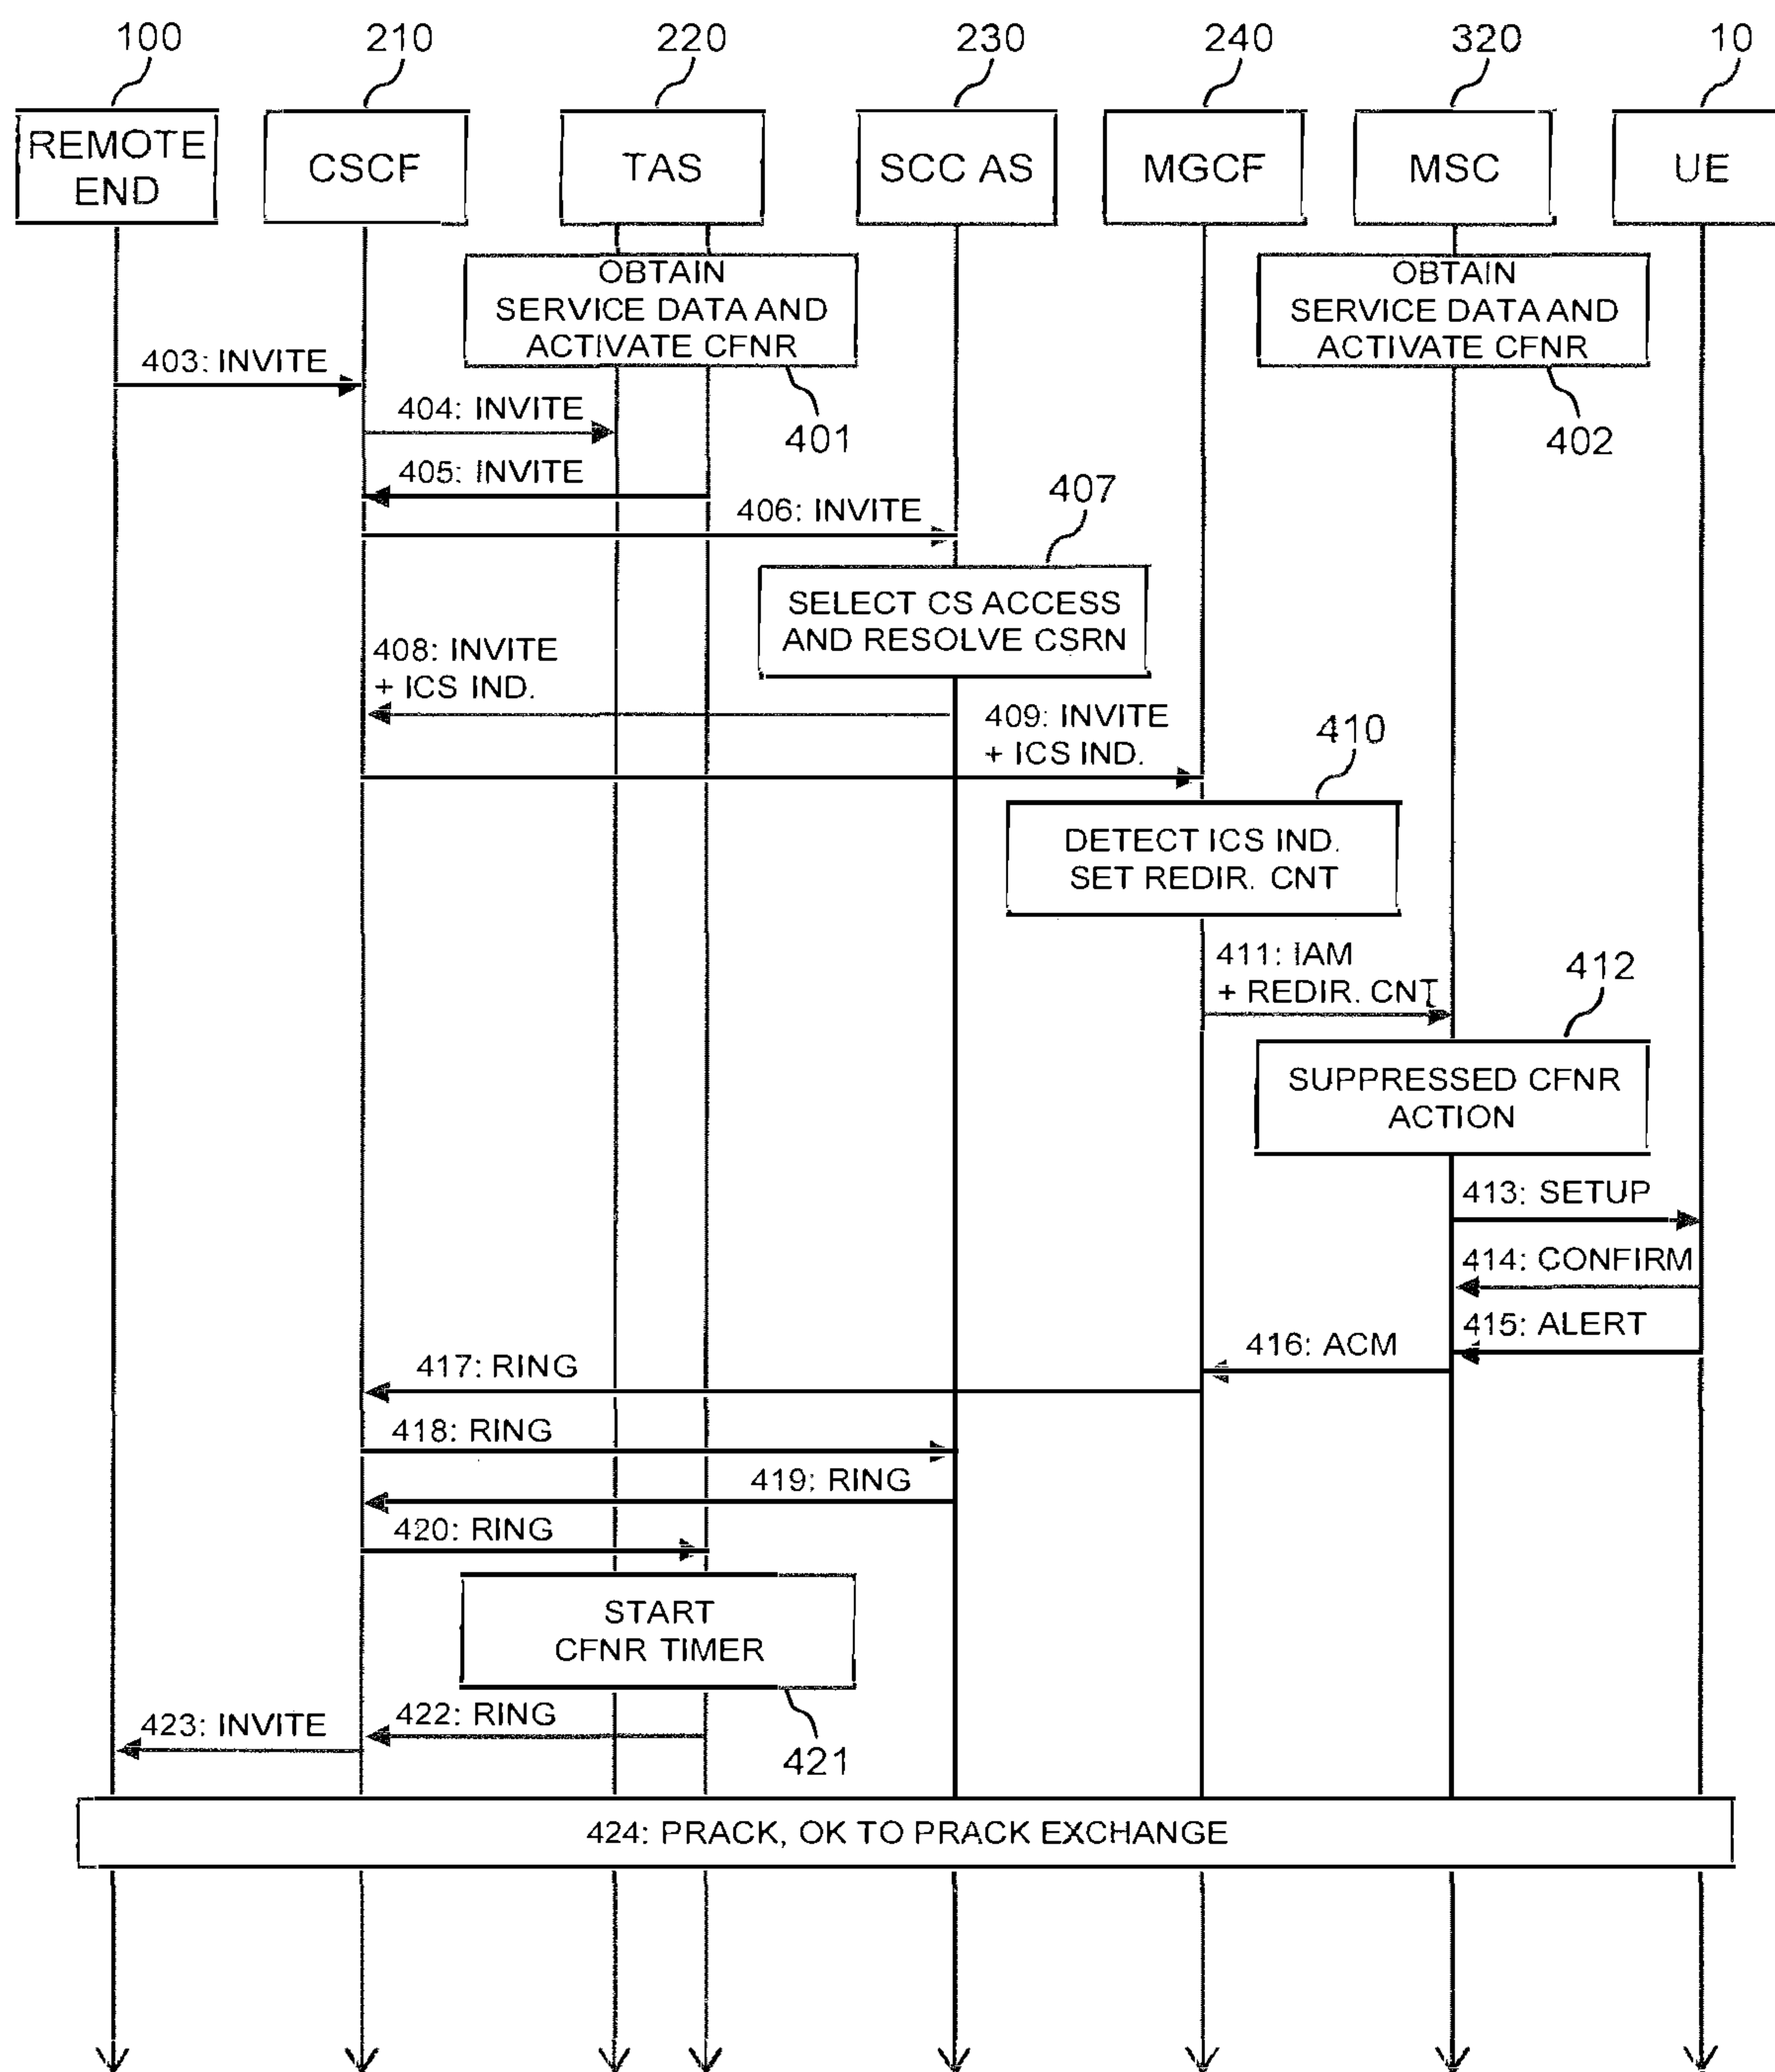 100
210
220
230
240
320
10
REMOTE
END
CSCF
TAS
SCC AS
MGCF
MSC
UE
OBTAIN
SERVICE DATA AND
ACTIVATE CFNR
OBTAIN
SERVICE DATA AND
ACTIVATE CFNR
403: INVITE
404: INVITE
401
402
405: INVITE
407
406: INVITE
SELECT CS ACCESS
AND RESOLVE CSRN
408: INVITE
+ ICS IND.
409: INVITE
+ ICS IND.
410
DETECT ICS IND.
SET REDIR. CNT
411: IAM
+ REDIR. CNT
412
SUPPRESSED CFNR
ACTION
413: SETUP
414: CONFIRM
415: ALERT
416: ACM
417: RING
418: RING
419: RING
420: RING
START
CFNR TIMER
422: RING
423: INVITE
421
424: PRACK, OK TO PRACK EXCHANGE